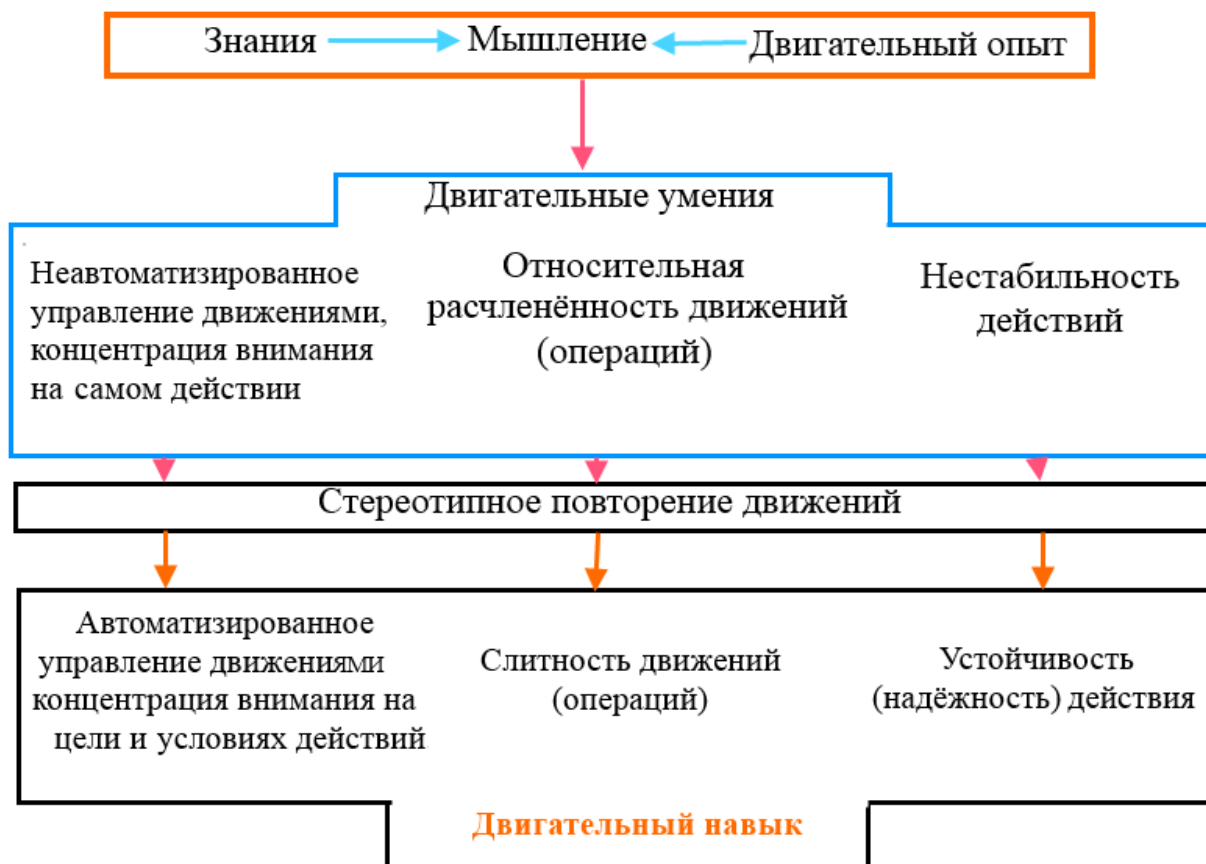 Знания Мышление Двигательный опыт
Двигательные умения
Неавтоматизированное
управление движениями,
концентрация внимания
на самом действии
Относительная
расчленённость движений
(операций)
Нестабильность
действий
Стереотипное повторение движений
Автоматизированное
управление движениями
концентрация внимания на
цели и условиях действий
Слитность движений
(операций)
Устойчивость
(надёжность) действия
Двигательный навык